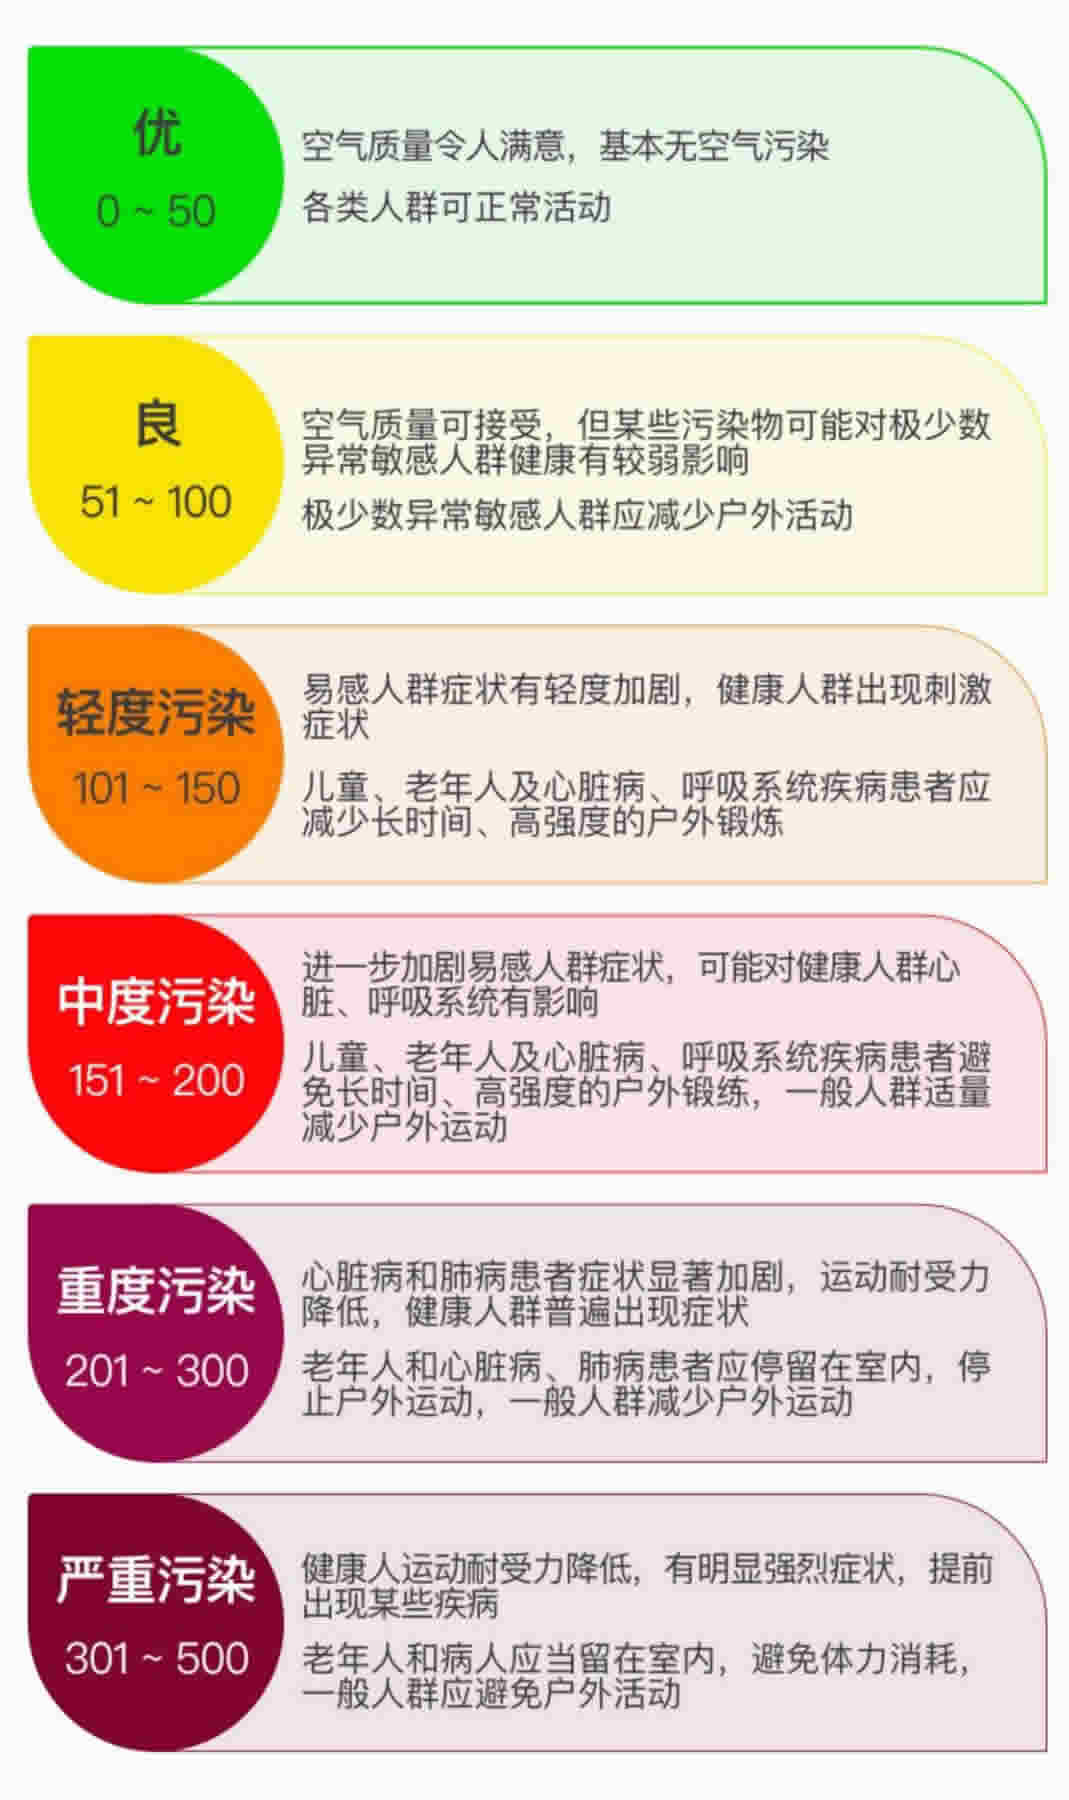 优
0 ~ 50
空气质量令人满意，基本无空气污染
各类人群可正常活动
良
51 ~ 100
空气质量可接受，但某些污染物可能对极少数
异常敏感人群健康有较弱影响
极少数异常敏感人群应减少户外活动
轻度污染
101 ~ 150
易感人群症状有轻度加剧，健康人群出现刺激
症状
儿童、老年人及心脏病、呼吸系统疾病患者应
减少长时间、高强度的户外锻炼
中度污染
151 ~ 200
进一步加剧易感人群症状，可能对健康人群心
脏、呼吸系统有影响
儿童、老年人及心脏病、呼吸系统疾病患者避
免长时间、高强度的户外锻练，一般人群适量
减少户外运动
重度污染
201 ~ 300
心脏病和肺病患者症状显著加剧，运动耐受力
降低，健康人群普遍出现症状
老年人和心脏病、肺病患者应停留在室内，停
止户外运动，一般人群减少户外运动
严重污染
301 ~ 500
健康人运动耐受力降低，有明显强烈症状，提前
出现某些疾病
老年人和病人应当留在室内，避免体力消耗，
一般人群应避免户外活动